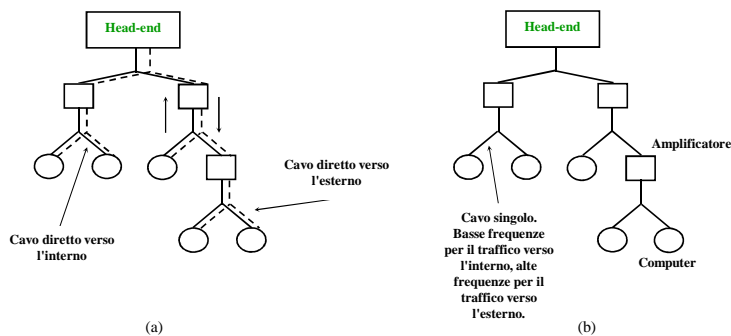 Head-end
Cavo diretto verso
l'esterno
Cavo diretto verso
l'interno
(a)
Head-end
Amplificatore
Cavo singolo.
Basse frequenze
per il traffico verso
l'interno, alte
frequenze per il
traffico verso
l'esterno.
Computer
(b)